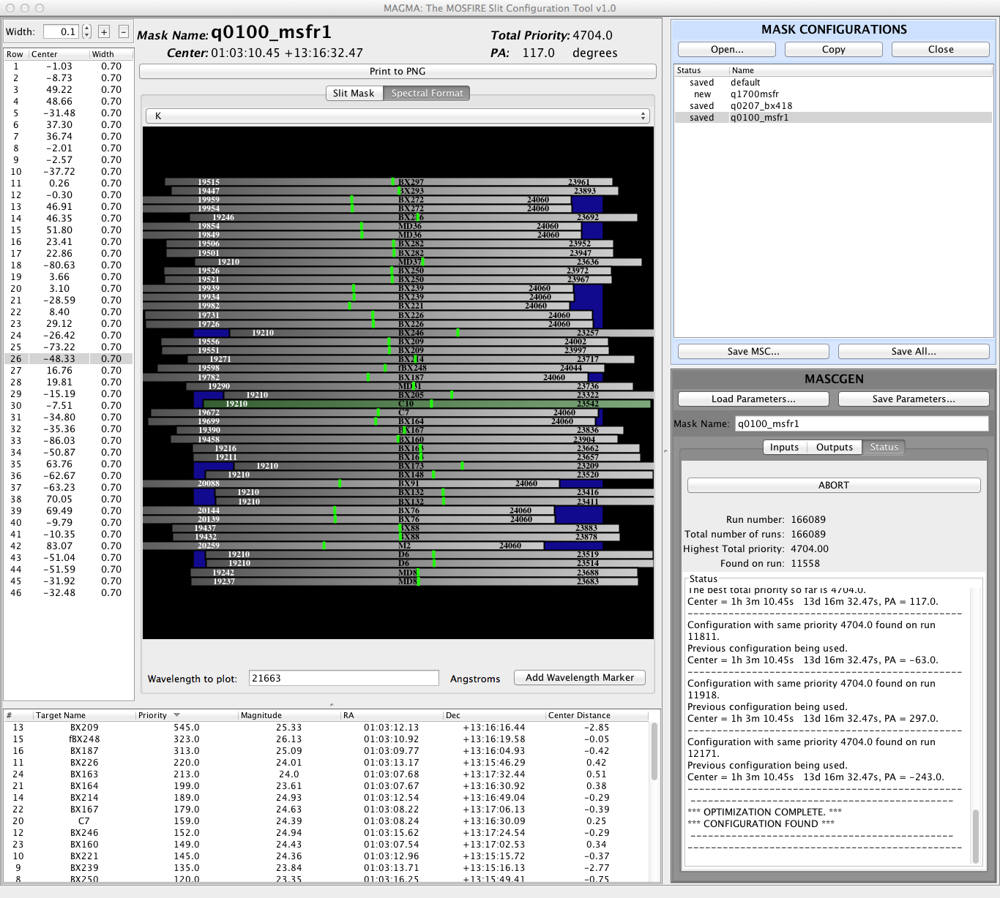 MAGMA: The MOSFIRE Slit Configuration Tool v1.0
Width: 0.1 + -
Row Center Width
1 -1.03 0.70
2 -8.73 0.70
3 49.22 0.70
4 48.66 0.70
5 -31.48 0.70
6 37.30 0.70
7 36.74 0.70
8 -2.01 0.70
9 -2.57 0.70
10 -37.72 0.70
11 0.26 0.70
12 -0.30 0.70
13 46.91 0.70
14 46.35 0.70
15 51.80 0.70
16 23.41 0.70
17 22.86 0.70
18 -80.63 0.70
19 3.66 0.70
20 3.10 0.70
21 -28.59 0.70
22 8.40 0.70
23 29.12 0.70
24 -26.42 0.70
25 -73.22 0.70
26 -48.33 0.70
27 16.76 0.70
28 19.81 0.70
29 -15.19 0.70
30 -7.51 0.70
31 -34.80 0.70
32 -35.36 0.70
33 -86.03 0.70
34 -50.87 0.70
35 63.76 0.70
36 -62.67 0.70
37 -63.23 0.70
38 70.05 0.70
39 69.49 0.70
40 -9.79 0.70
41 -10.35 0.70
42 83.07 0.70
43 -51.04 0.70
44 -51.59 0.70
45 -31.92 0.70
46 -32.48 0.70
Mask Name: q0100_msfr1 Total Priority: 4704.0
Center: 01:03:10.45 +13:16:32.47 PA: 117.0 degrees
Print to PNG
Slit Mask Spectral Format
K
19515 BX297 23961
19447 BX293 23893
19959 BX272 24060
19954 BX272 24060
19246 23692
19854 MD36 24060
19849 MD36 24060
19506 BX282 23952
19501 BX282 23947
19210 MD37 23636
19526 BX250 23972
19521 BX250 23967
19939 BX239 24060
19934 BX239 24060
19982 BX221 24060
19731 BX226 24060
19726 BX226 24060
19210 BX246 23257
19556 BX209 24002
19551 BX209 23997
19271 BX214 23717
19598 fBX248 24044
19782 BX187 24060
19290 23736
19210 BX205 23322
19210 C10 23542
19672 C7 24060
19699 BX164 24060
19390 BX167 23836
19458 BX160 23904
19216 BX163 23662
19211 BX163 23657
19210 BX173 23209
19210 BX148 23520
20088 BX91 24060
19210 BX132 23416
19210 BX132 23411
20144 BX76 24060
20139 BX76 24060
19437 BX88 23883
19432 BX88 23878
20259 M2 24060
19210 D6 23519
19210 D6 23514
19242 MD8 23688
19237 MD8 23683
Wavelength to plot: 21663 Angstroms Add Wavelength Marker
# Target Name Priority Magnitude RA Dec Center Distance
13 BX209 545.0 25.33 01:03:12.13 +13:16:16.44 -2.85
15 fBX248 323.0 26.13 01:03:10.92 +13:16:19.58 -0.05
16 BX187 313.0 25.09 01:03:09.77 +13:16:04.93 -0.42
11 BX226 220.0 24.01 01:03:13.17 +13:15:46.29 0.42
24 BX163 213.0 24.0 01:03:07.68 +13:17:32.44 0.51
21 BX164 199.0 23.61 01:03:07.67 +13:16:30.92 0.38
14 BX214 189.0 24.93 01:03:12.54 +13:16:49.04 -0.29
22 BX167 179.0 24.63 01:03:08.22 +13:17:06.13 -0.39
20 C7 159.0 24.39 01:03:08.24 +13:16:30.09 0.25
12 BX246 152.0 24.94 01:03:15.62 +13:17:24.54 -0.29
23 BX160 149.0 24.43 01:03:07.54 +13:17:02.53 0.34
10 BX221 145.0 24.36 01:03:12.96 +13:15:15.72 -0.37
9 BX239 135.0 23.84 01:03:13.71 +13:15:16.13 -2.77
8 BX250 120.0 23.35 01:03:16.25 +13:15:49.41 -0.75
MASK CONFIGURATIONS
Open... Copy Close
Status Name
saved default
new q1700msfr
saved q0207_bx418
saved q0100_msfr1
Save MSC... Save All...
MASCGEN
Load Parameters... Save Parameters...
Mask Name: q0100_msfr1
Inputs Outputs Status
ABORT
Run number: 166089
Total number of runs: 166089
Highest Total priority: 4704.00
Found on run: 11558
Status
The best total priority so far is 4704.0.
Center = 1h 3m 10.45s 13d 16m 32.47s, PA = 117.0.
Configuration with same priority 4704.0 found on run
11811.
Previous configuration being used.
Center = 1h 3m 10.45s 13d 16m 32.47s, PA = -63.0.
Configuration with same priority 4704.0 found on run
11918.
Previous configuration being used.
Center = 1h 3m 10.45s 13d 16m 32.47s, PA = 297.0.
Configuration with same priority 4704.0 found on run
12171.
Previous configuration being used.
Center = 1h 3m 10.45s 13d 16m 32.47s, PA = -243.0.
*** OPTIMIZATION COMPLETE. ***
*** CONFIGURATION FOUND ***